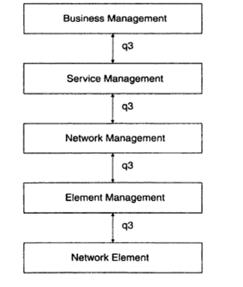 Business Management
q3
Service Management
q3
Network Management
q3
Element Management
q3
Network Element